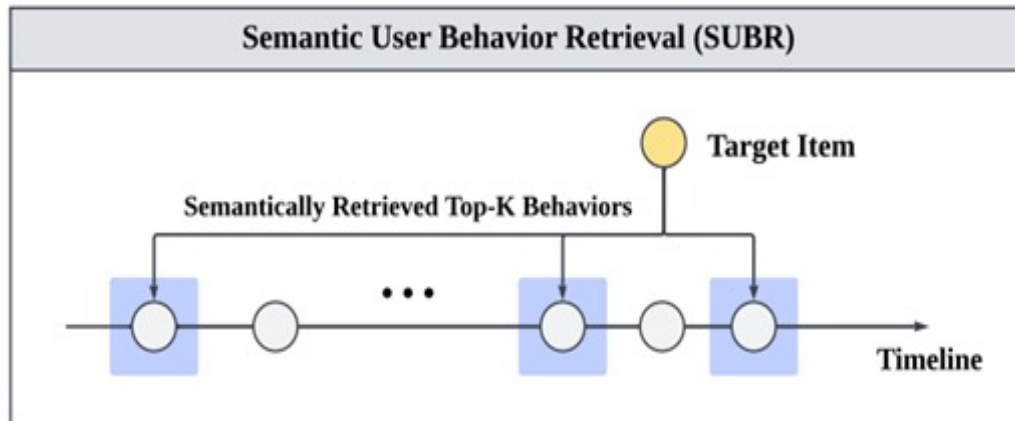 Semantic User Behavior Retrieval (SUBR)
Target Item
Semantically Retrieved Top-K Behaviors
Timeline